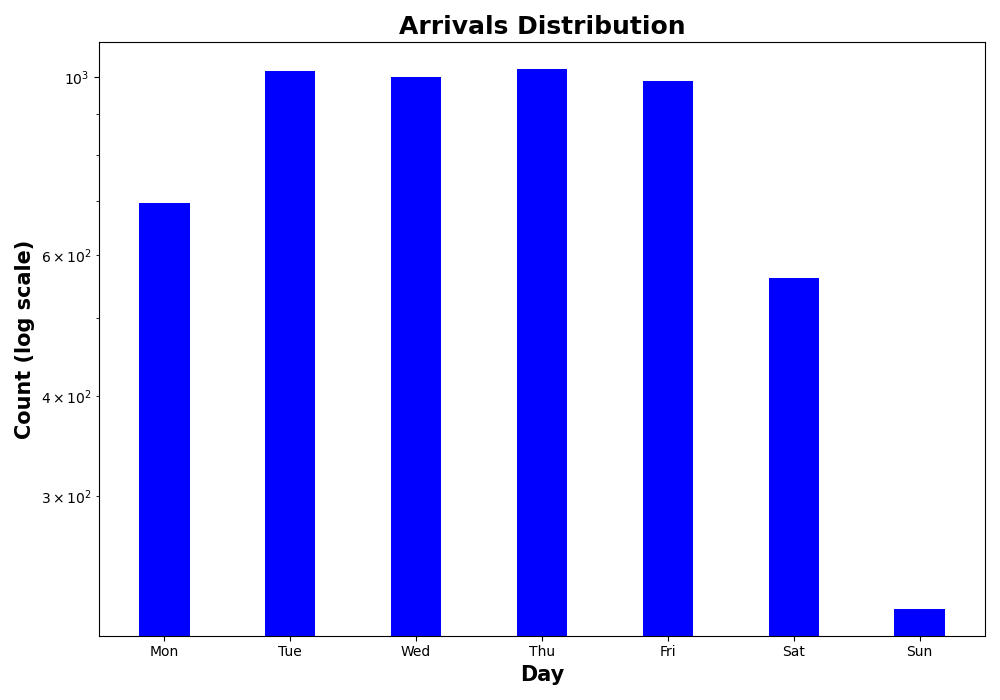 Arrivals Distribution
10³
6 × 10²
4 × 10²
3 × 10²
Count (log scale)
Mon Tue Wed Thu Fri Sat Sun
Day